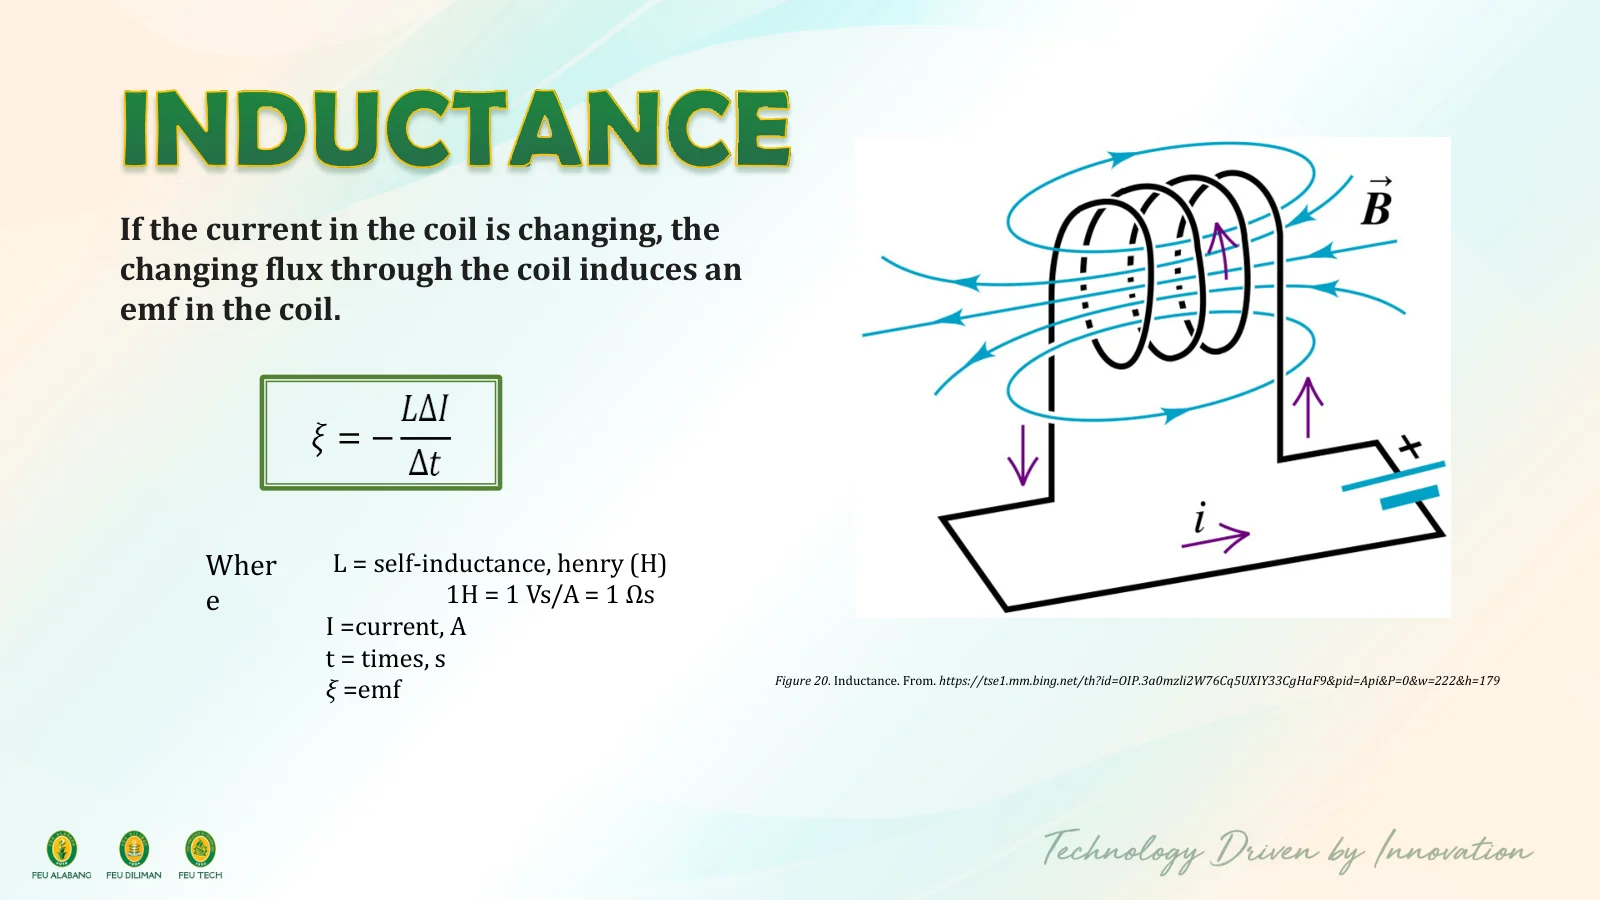 INDUCTANCE
If the current in the coil is changing, the
changing flux through the coil induces an
emf in the coil.
ξ = − LΔI / Δt
Wher
e
L = self-inductance, henry (H)
1H = 1 Vs/A = 1 Ωs
I =current, A
t = times, s
ξ =emf
B
+
i
Figure 20. Inductance. From. https://tse1.mm.bing.net/th?id=OIP.3a0mzli2W76Cq5UXIY33CgHaF9&pid=Api&P=0&w=222&h=179
FEU ALABANG FEU DILIMAN FEU TECH
Technology Driven by Innovation